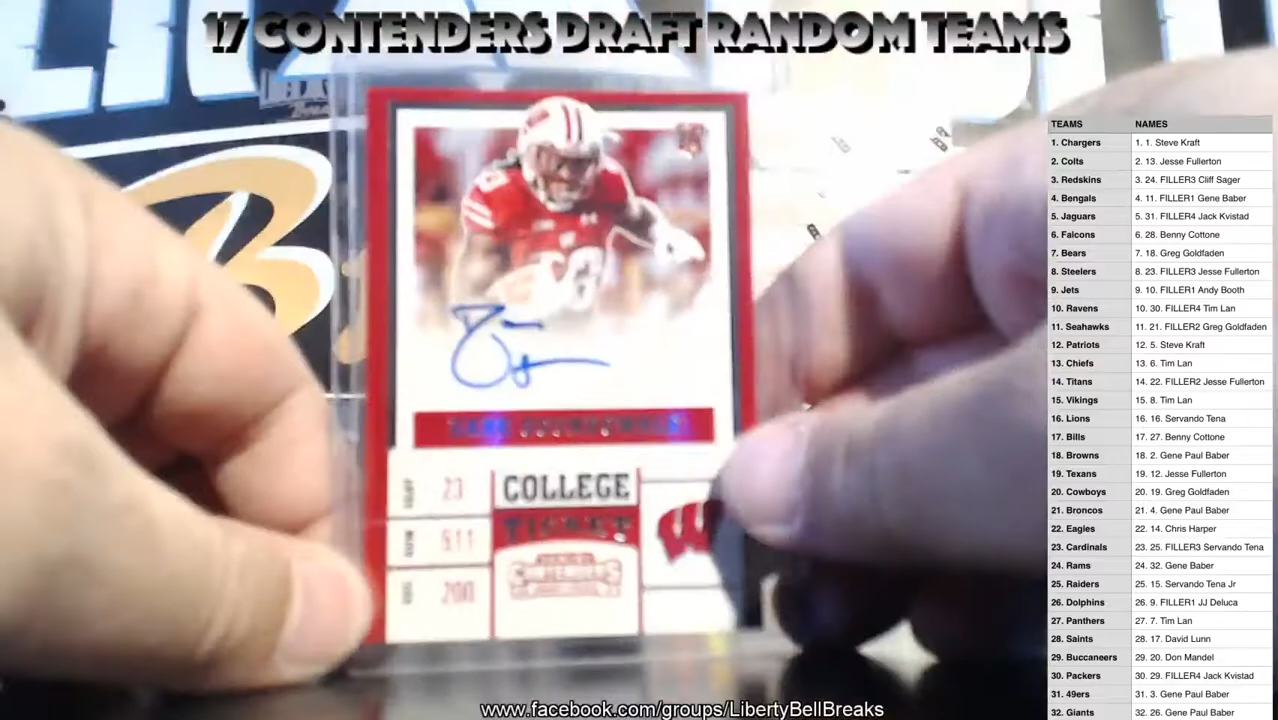 17 CONTENDERS DRAFT RANDOM TEAMS
COLLEGE
TICKET
CONTENDERS
23
511
200
TEAMS NAMES
1. Chargers 1. 1. Steve Kraft
2. Colts 2. 13. Jesse Fullerton
3. Redskins 3. 24. FILLER3 Cliff Sager
4. Bengals 4. 11. FILLER1 Gene Baber
5. Jaguars 5. 31. FILLER4 Jack Kvistad
6. Falcons 6. 28. Benny Cottone
7. Bears 7. 18. Greg Goldfaden
8. Steelers 8. 23. FILLER3 Jesse Fullerton
9. Jets 9. 10. FILLER1 Andy Booth
10. Ravens 10. 30. FILLER4 Tim Lan
11. Seahawks 11. 21. FILLER2 Greg Goldfaden
12. Patriots 12. 5. Steve Kraft
13. Chiefs 13. 6. Tim Lan
14. Titans 14. 22. FILLER2 Jesse Fullerton
15. Vikings 15. 8. Tim Lan
16. Lions 16. 16. Servando Tena
17. Bills 17. 27. Benny Cottone
18. Browns 18. 2. Gene Paul Baber
19. Texans 19. 12. Jesse Fullerton
20. Cowboys 20. 19. Greg Goldfaden
21. Broncos 21. 4. Gene Paul Baber
22. Eagles 22. 14. Chris Harper
23. Cardinals 23. 25. FILLER3 Servando Tena
24. Rams 24. 32. Gene Baber
25. Raiders 25. 15. Servando Tena Jr
26. Dolphins 26. 9. FILLER1 JJ Deluca
27. Panthers 27. 7. Tim Lan
28. Saints 28. 17. David Lunn
29. Buccaneers 29. 20. Don Mandel
30. Packers 30. 29. FILLER4 Jack Kvistad
31. 49ers 31. 3. Gene Paul Baber
32. Giants 32. 26. Gene Paul Baber
www.facebook.com/groups/LibertyBellBreaks